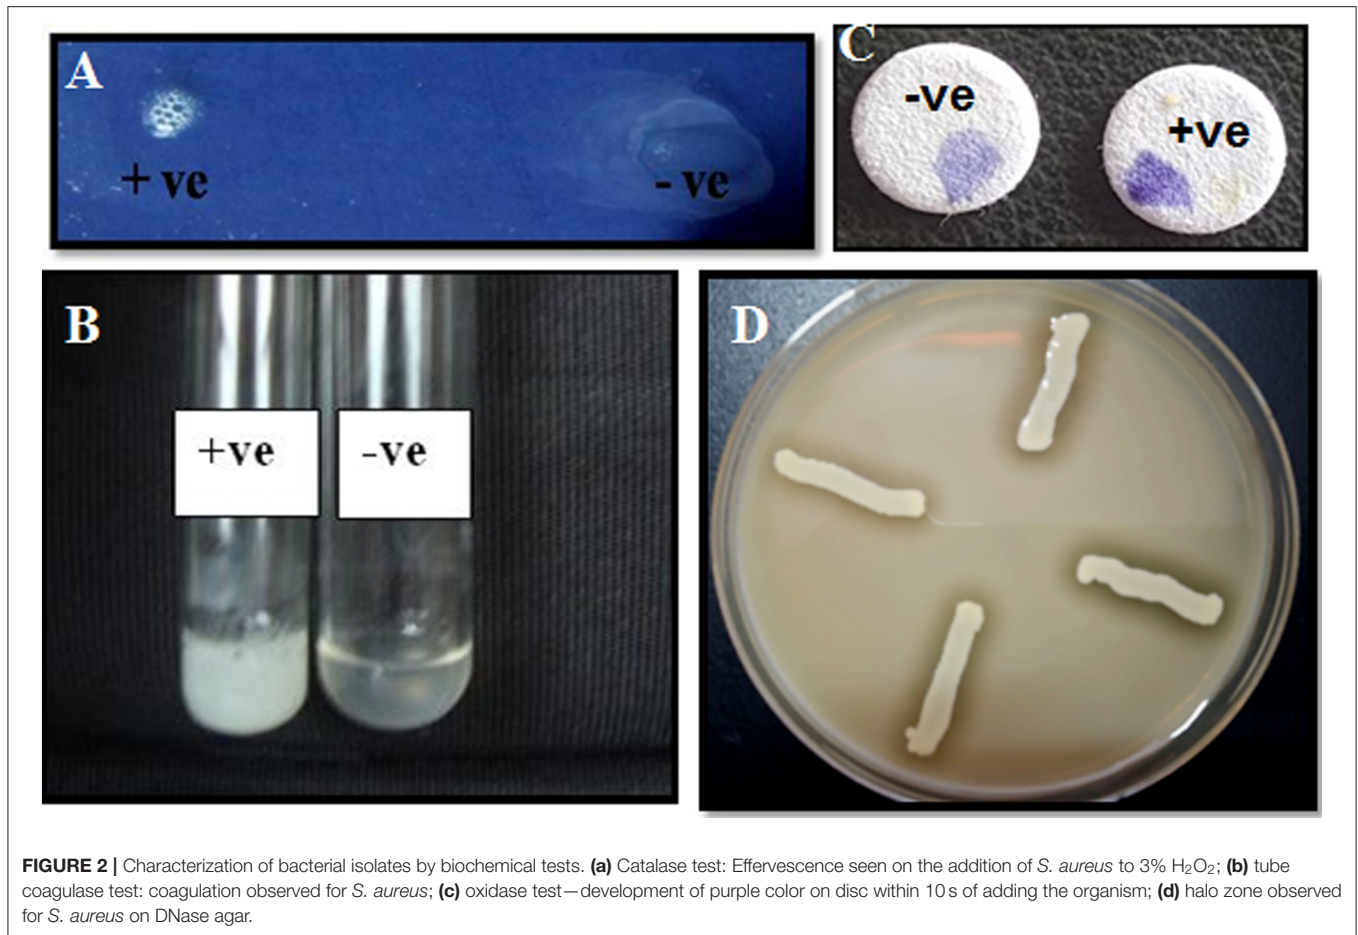 A
+ ve
- ve
C
-ve
+ve
B
+ve
-ve
D
FIGURE 2 | Characterization of bacterial isolates by biochemical tests. (a) Catalase test: Effervescence seen on the addition of S. aureus to 3% H₂O₂; (b) tube
coagulase test: coagulation observed for S. aureus; (c) oxidase test—development of purple color on disc within 10 s of adding the organism; (d) halo zone observed
for S. aureus on DNase agar.